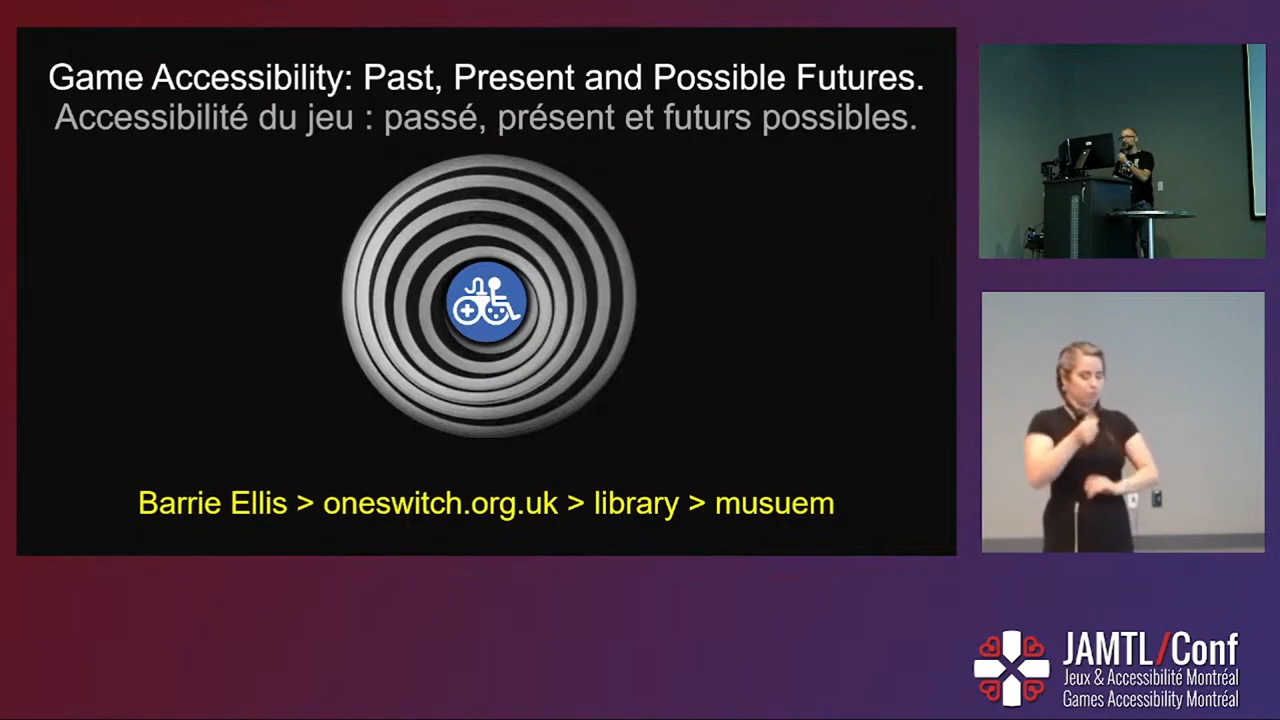 Game Accessibility: Past, Present and Possible Futures.
Accessibilité du jeu : passé, présent et futurs possibles.
Barrie Ellis > oneswitch.org.uk > library > musuem
JAMTL/Conf
Jeux & Accessibilité Montréal
Games Accessibility Montréal